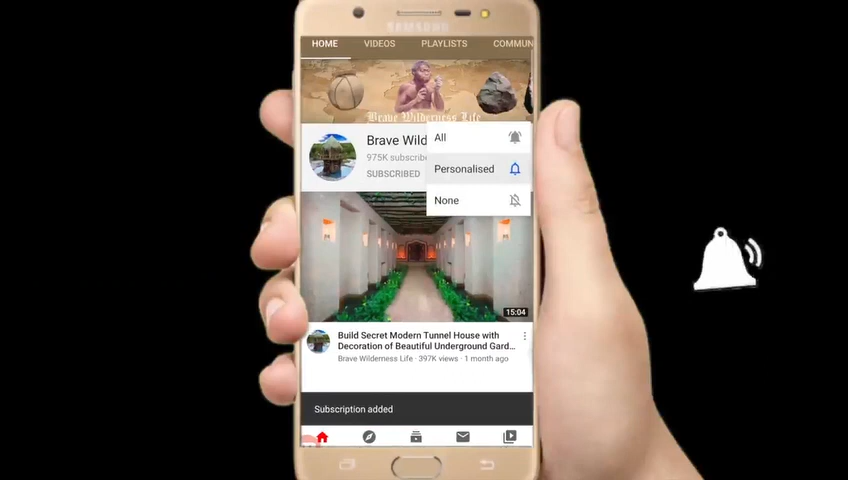 SAMSUNG
HOME VIDEOS PLAYLISTS COMMUN
Brave Wilderness Life
Brave Wild
975K subscribe
SUBSCRIBED
All
Personalised
None
15:04
Build Secret Modern Tunnel House with
Decoration of Beautiful Underground Gard...
Brave Wilderness Life · 397K views · 1 month ago
Subscription added